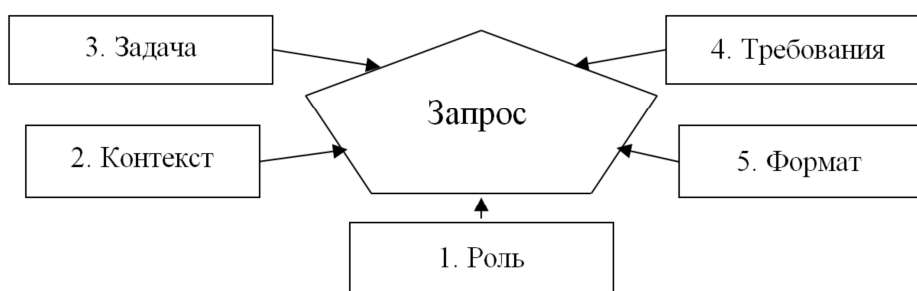 3. Задача
4. Требования
Запрос
2. Контекст
5. Формат
1. Роль